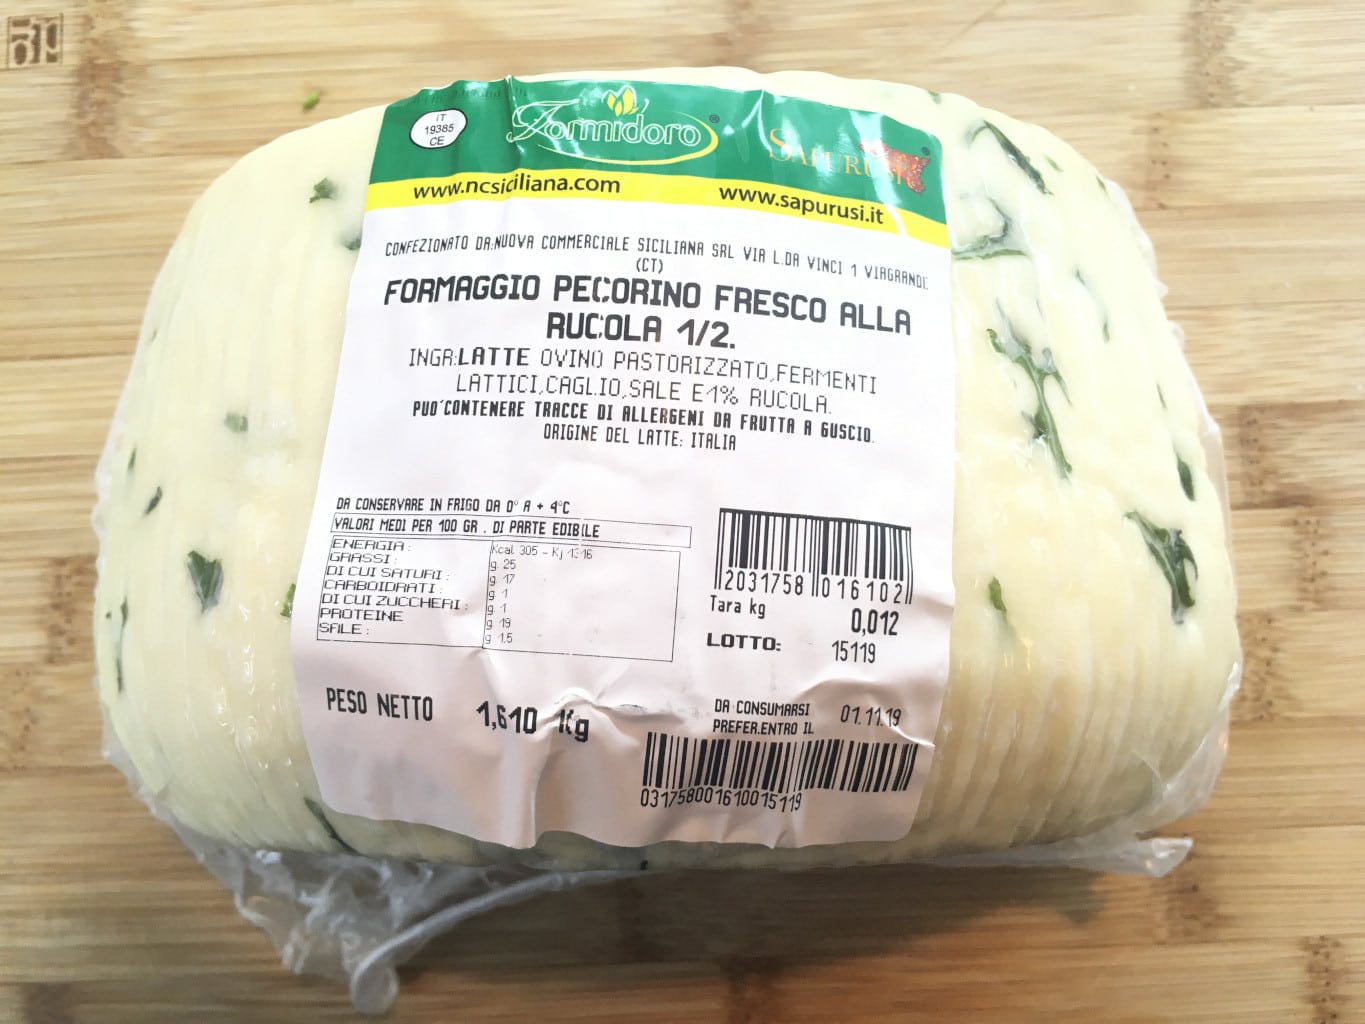 IT
19385
CE
Formidoro®
SAPURUSI
www.ncsiciliana.com
www.sapurusi.it
CONFEZIONATO DA:NUOVA COMMERCIALE SICILIANA SRL VIA L.DA VINCI 1 VIAGRANDE
(CT)
FORMAGGIO PECORINO FRESCO ALLA
RUCOLA 1/2.
INGR:LATTE OVINO PASTORIZZATO,FERMENTI
LATTICI,CAGLIO,SALE E1% RUCOLA.
PUO'CONTENERE TRACCE DI ALLERGENI DA FRUTTA A GUSCIO.
ORIGINE DEL LATTE: ITALIA
DA CONSERVARE IN FRIGO DA 0° A + 4°C
VALORI MEDI PER 100 GR . DI PARTE EDIBILE
ENERGIA : Kcal 305 - Kj 1316
GRASSI : g 25
DI CUI SATURI : g 17
CARBOIDRATI : g 1
DI CUI ZUCCHERI : g 1
PROTEINE g 19
SALE : g 1.5
2031758 016102
Tara kg 0,012
LOTTO: 15119
PESO NETTO 1,610 Kg
DA CONSUMARSI
PREFER.ENTRO IL 01.11.19
031758001610015119